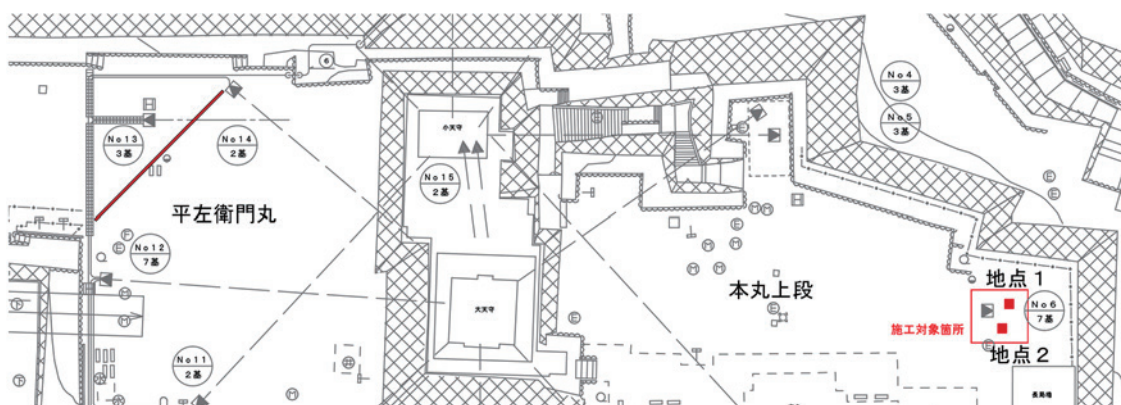 No4
3基
No5
3基
No13
3基
No14
2基
小天守
No15
2基
平左衛門丸
No12
7基
本丸上段
大天守
地点1
No6
7基
施工対象箇所
地点2
No11
2基
長局櫓